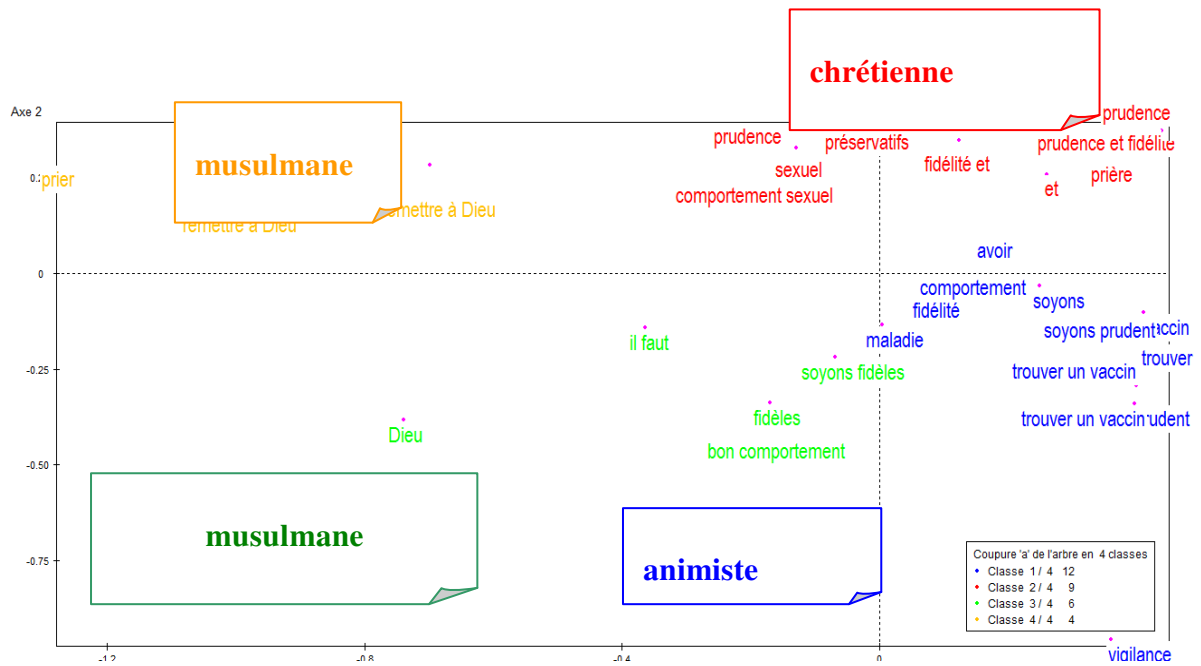 chrétienne
Axe 2
prudence
prudence
préservatifs
prudence et fidélité
musulmane
sexuel
fidélité et
prière
prier
et
comportement sexuel
remettre à Dieu
avoir
0
comportement
soyons
fidélité
soyons prudent
il faut
maladie
trouver
-0.25
soyons fidèles
trouver un vaccin
fidèles
trouver un vaccin
Dieu
bon comportement
-0.50
musulmane
animiste
-0.75
Coupure 'a' de l'arbre en 4 classes
Classe 1 / 4 12
Classe 2 / 4 9
Classe 3 / 4 6
Classe 4 / 4 4
vigilance
-1.2
-0.8
-0.4
0